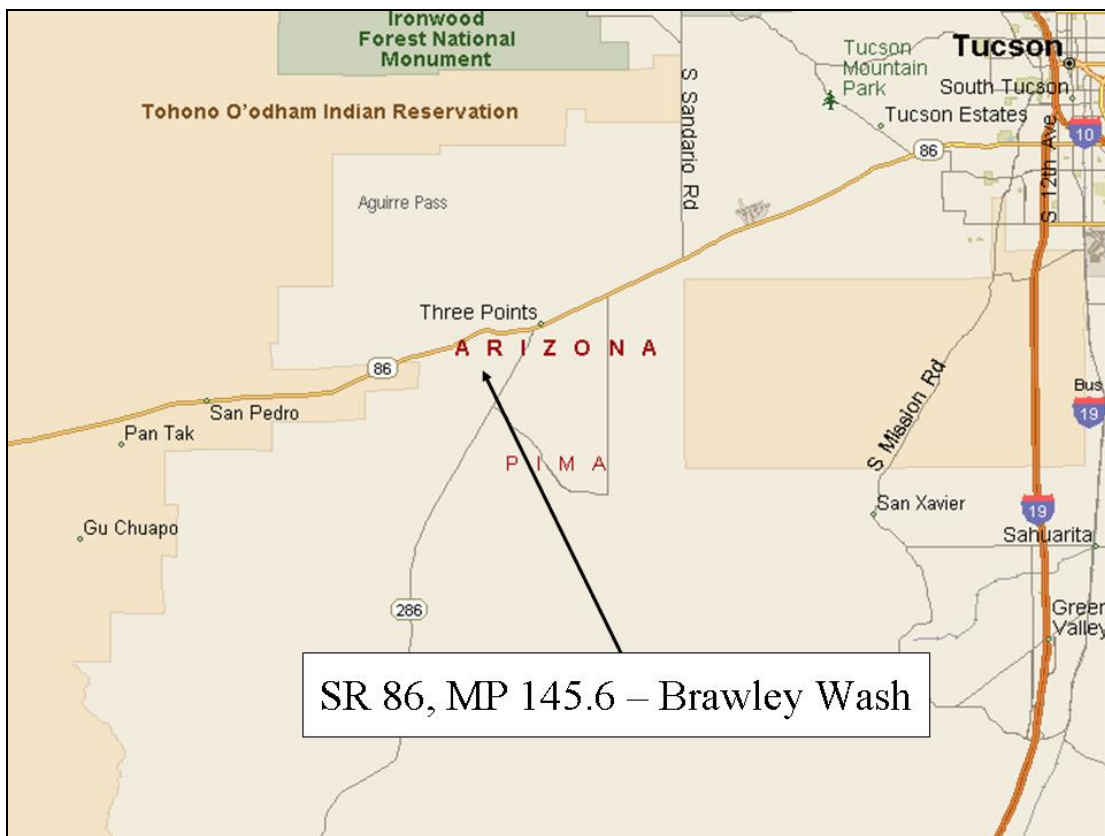 Ironwood
Forest National
Monument
Tohono O'odham Indian Reservation
Aguirre Pass
S Sandario Rd
Tucson
Mountain
Park
Tucson
South Tucson
Tucson Estates
10
86
S 12th Ave
Three Points
A R I Z O N A
86
San Pedro
Pan Tak
P I M A
S Mission Rd
Bus
19
Gu Chuapo
San Xavier
19
Sahuarita
286
Green
Valley
SR 86, MP 145.6 – Brawley Wash